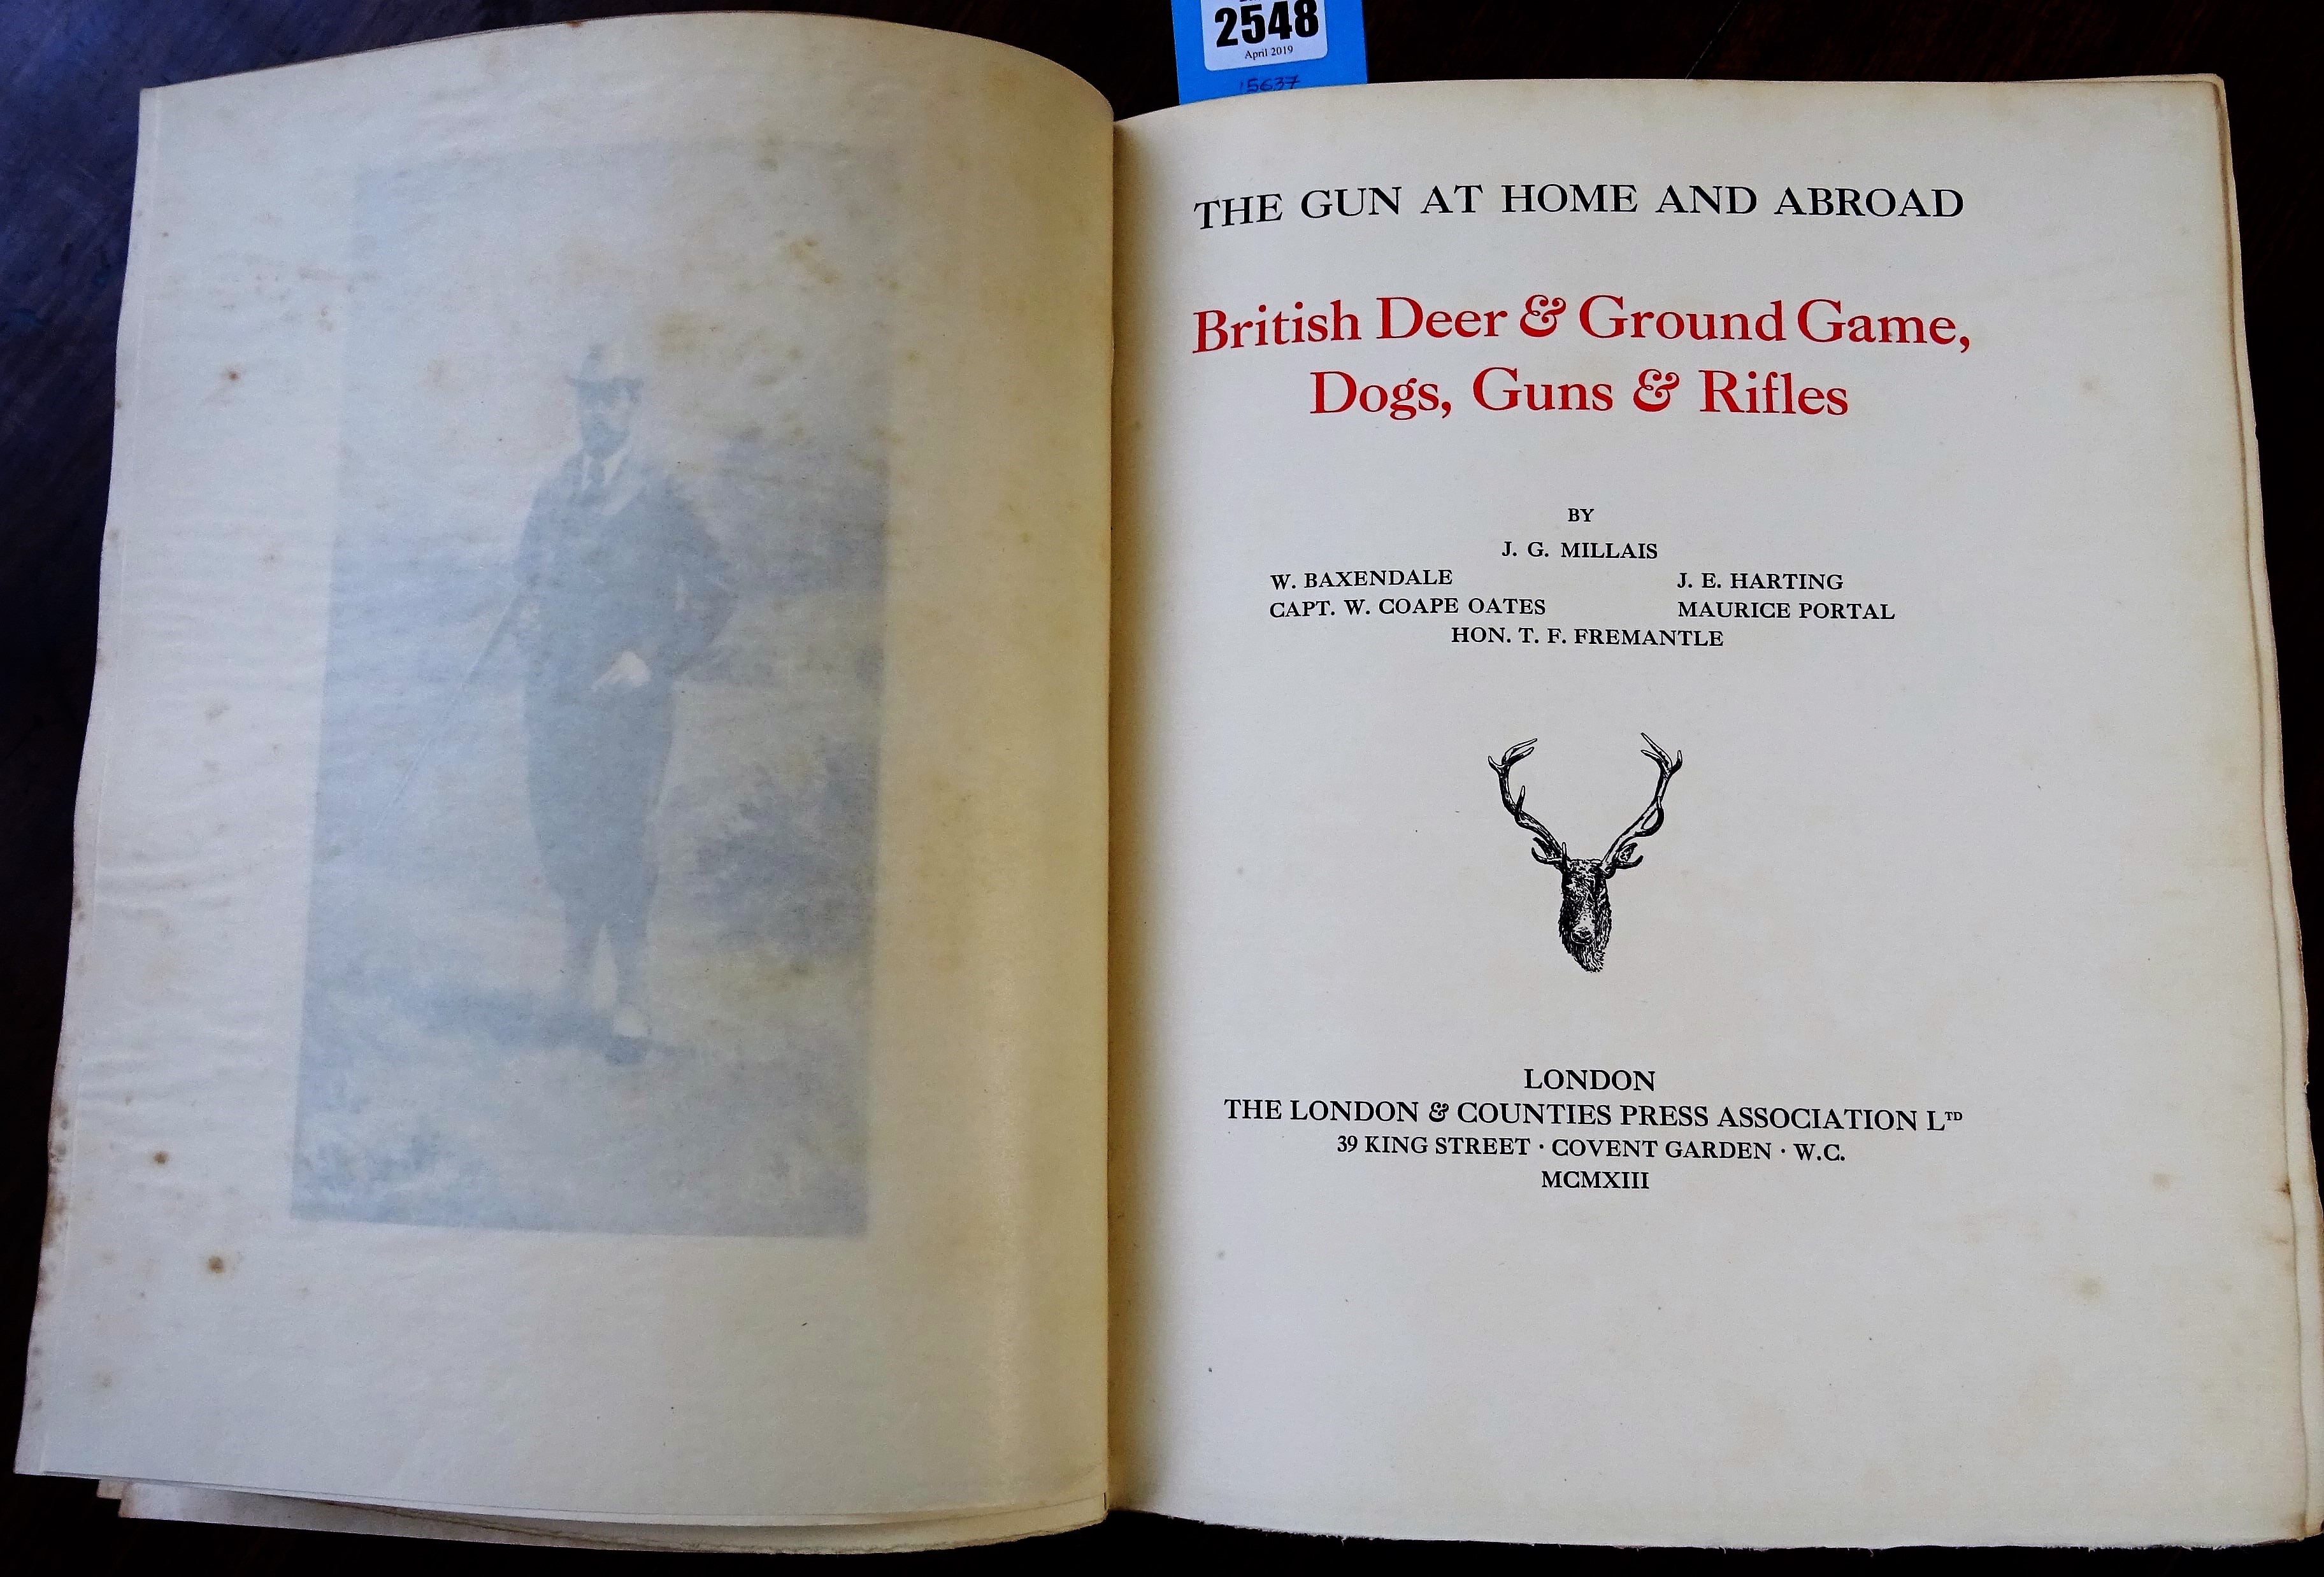 2548
April 2019
15637
THE GUN AT HOME AND ABROAD
British Deer & Ground Game,
Dogs, Guns & Rifles
BY
J. G. MILLAIS
W. BAXENDALE J. E. HARTING
CAPT. W. COAPE OATES MAURICE PORTAL
HON. T. F. FREMANTLE
LONDON
THE LONDON & COUNTIES PRESS ASSOCIATION LTD
39 KING STREET · COVENT GARDEN · W.C.
MCMXIII